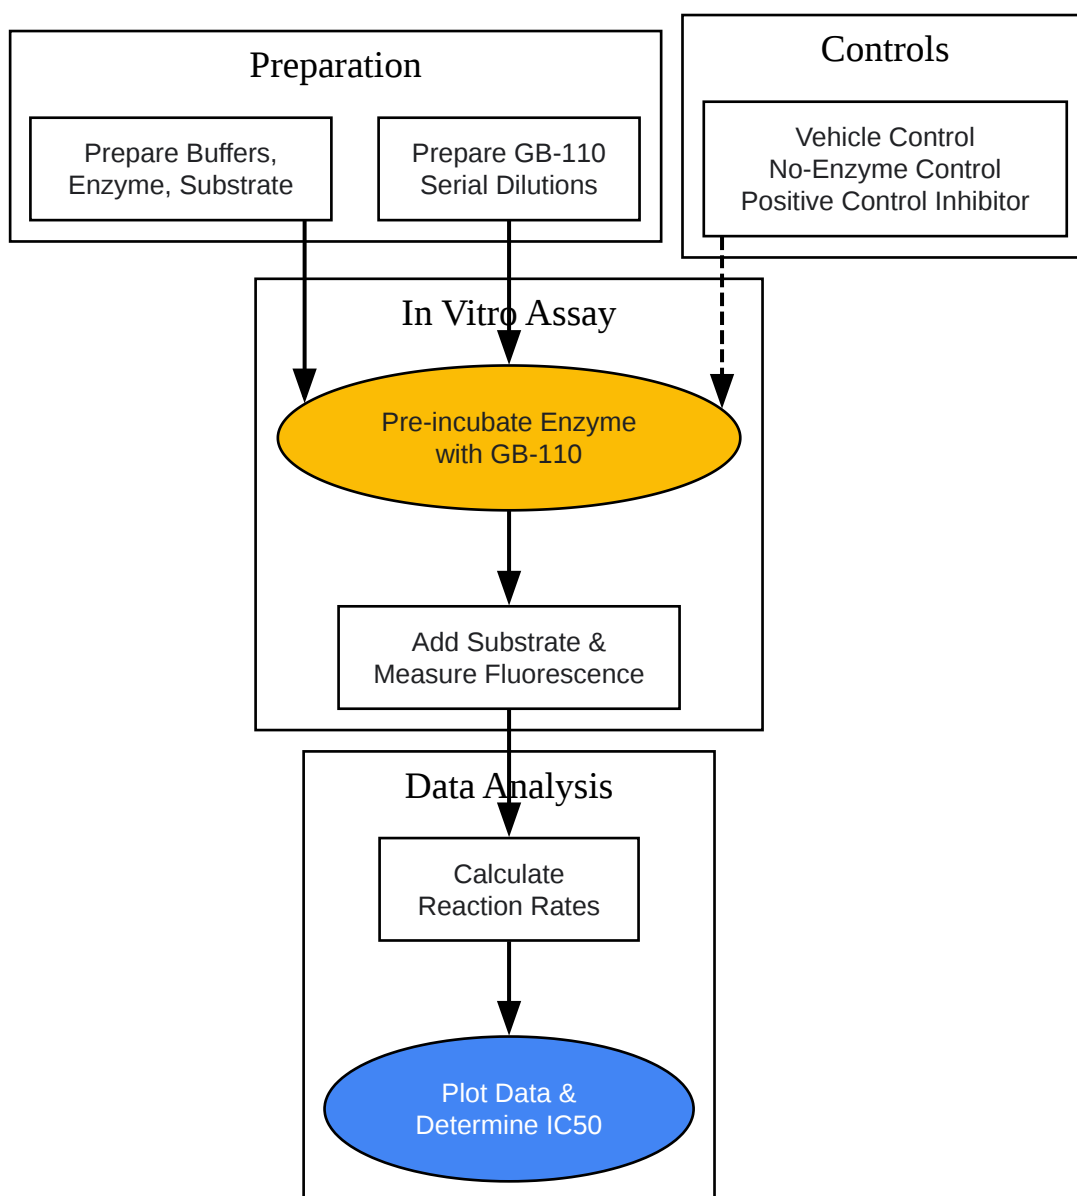 Preparation
Prepare Buffers,
Enzyme, Substrate
Prepare GB-110
Serial Dilutions
Controls
Vehicle Control
No-Enzyme Control
Positive Control Inhibitor
In Vitro Assay
Pre-incubate Enzyme
with GB-110
Add Substrate &
Measure Fluorescence
Data Analysis
Calculate
Reaction Rates
Plot Data &
Determine IC50